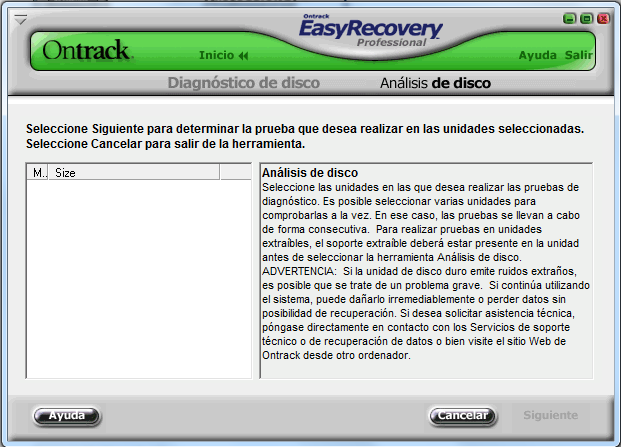 Ontrack
EasyRecovery
Professional
Ontrack
Inicio
Ayuda Salir
Diagnóstico de disco
Análisis de disco
Seleccione Siguiente para determinar la prueba que desea realizar en las unidades seleccionadas.
Seleccione Cancelar para salir de la herramienta.
M.. Size
Análisis de disco
Seleccione las unidades en las que desea realizar las pruebas de
diagnóstico. Es posible seleccionar varias unidades para
comprobarlas a la vez. En ese caso, las pruebas se llevan a cabo
de forma consecutiva. Para realizar pruebas en unidades
extraíbles, el soporte extraíble deberá estar presente en la unidad
antes de seleccionar la herramienta Análisis de disco.
ADVERTENCIA: Si la unidad de disco duro emite ruidos extraños,
es posible que se trate de un problema grave. Si continúa utilizando
el sistema, puede dañarlo irremediablemente o perder datos sin
posibilidad de recuperación. Si desea solicitar asistencia técnica,
póngase directamente en contacto con los Servicios de soporte
técnico o de recuperación de datos o bien visite el sitio Web de
Ontrack desde otro ordenador.
Ayuda
Cancelar
Siguiente